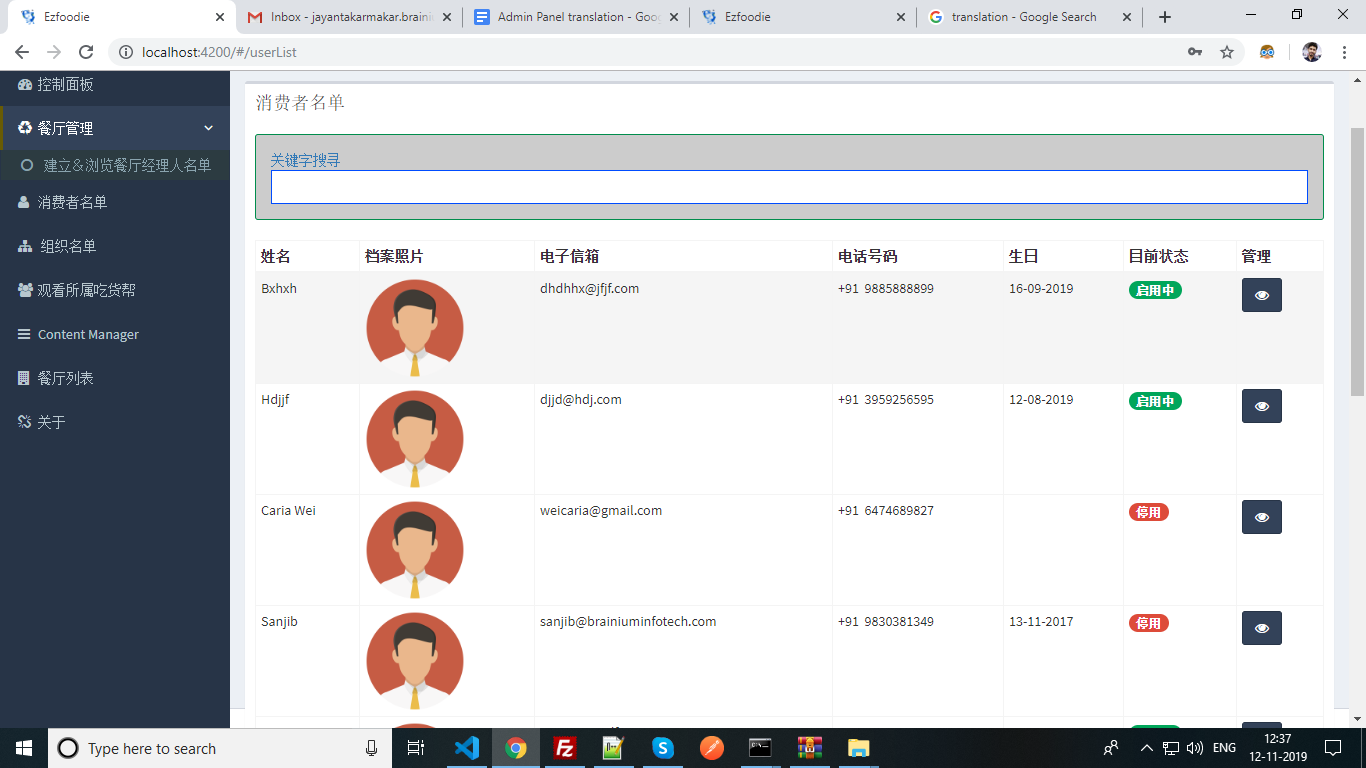 Ezfoodie
Inbox - jayantakarmakar.braini
Admin Panel translation - Goo
Ezfoodie
translation - Google Search
localhost:4200/#/userList
控制面板
餐厅管理
建立&浏览餐厅经理人名单
消费者名单
组织名单
观看所属吃货帮
Content Manager
餐厅列表
关于
消费者名单
关键字搜寻
姓名 档案照片 电子信箱 电话号码 生日 目前状态 管理
Bxhxh dhdhhx@jfjf.com +91 9885888899 16-09-2019 启用中
Hdjjf djjd@hdj.com +91 3959256595 12-08-2019 启用中
Caria Wei weicaria@gmail.com +91 6474689827 停用
Sanjib sanjib@brainiuminfotech.com +91 9830381349 13-11-2017 停用
Type here to search
ENG
12:37
12-11-2019